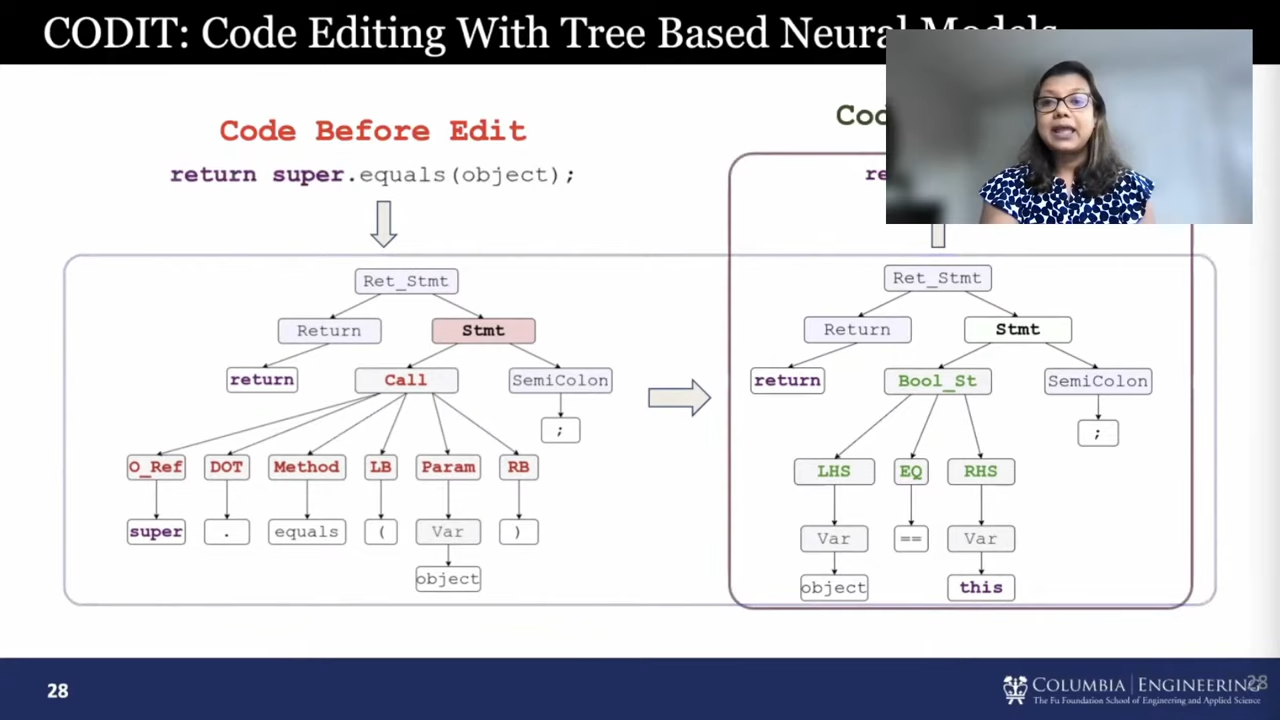 CODIT: Code Editing With Tree Based Neural Models
Code Before Edit
return super.equals(object);
Ret_Stmt
Return Stmt
return Call SemiColon
;
O_Ref DOT Method LB Param RB
super . equals ( Var )
object
Ret_Stmt
Return Stmt
return Bool_St SemiColon
;
LHS EQ RHS
Var == Var
object this
28
COLUMBIA | ENGINEERING
The Fu Foundation School of Engineering and Applied Science
28